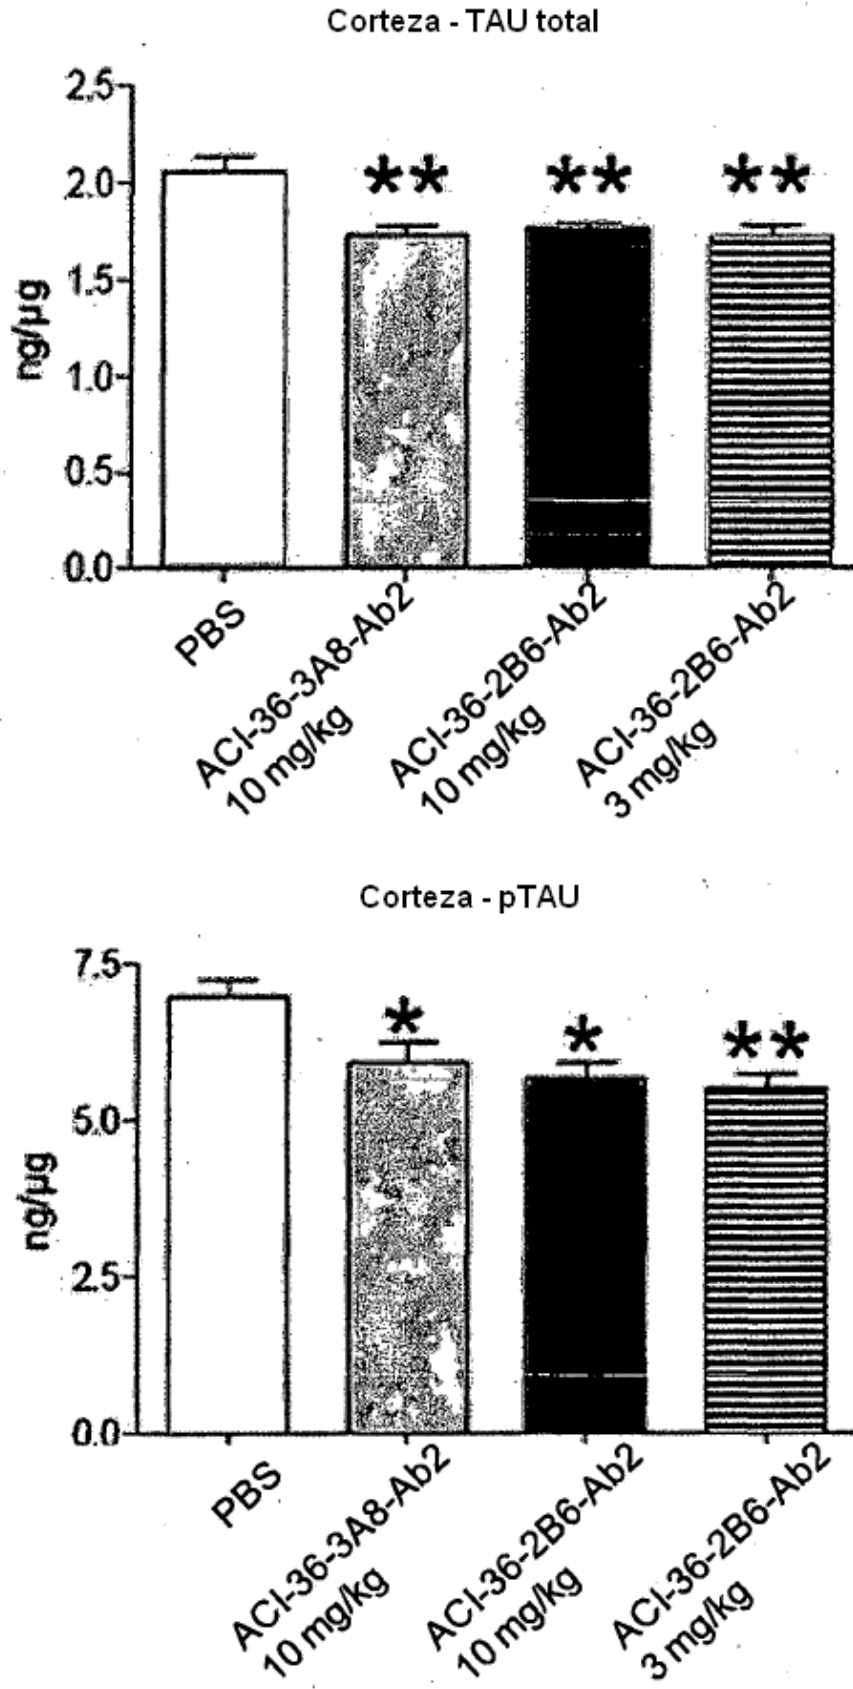 Corteza - TAU total
2.5
**
**
**
2.0
1.5
ng/µg
1.0
0.5
0.0
PBS
ACI-36-3A8-Ab2
10 mg/kg
ACI-36-2B6-Ab2
10 mg/kg
ACI-36-2B6-Ab2
3 mg/kg
Corteza - pTAU
7.5
*
*
**
5.0
ng/µg
2.5
0.0
PBS
ACI-36-3A8-Ab2
10 mg/kg
ACI-36-2B6-Ab2
10 mg/kg
ACI-36-2B6-Ab2
3 mg/kg